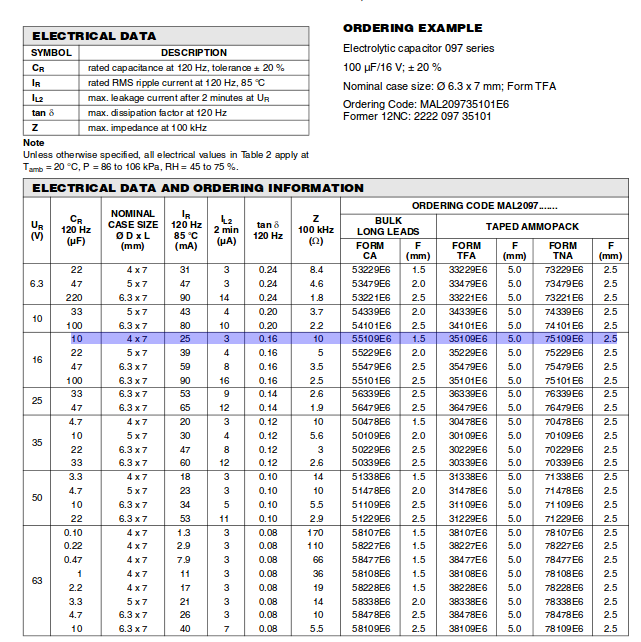 ELECTRICAL DATA
SYMBOL DESCRIPTION
CR rated capacitance at 120 Hz, tolerance ± 20 %
IR rated RMS ripple current at 120 Hz, 85 °C
IL2 max. leakage current after 2 minutes at UR
tan δ max. dissipation factor at 120 Hz
Z max. impedance at 100 kHz
Note
Unless otherwise specified, all electrical values in Table 2 apply at
Tamb = 20 °C, P = 86 to 106 kPa, RH = 45 to 75 %.
ORDERING EXAMPLE
Electrolytic capacitor 097 series
100 µF/16 V; ± 20 %
Nominal case size: Ø 6.3 x 7 mm; Form TFA
Ordering Code: MAL209735101E6
Former 12NC: 2222 097 35101
ELECTRICAL DATA AND ORDERING INFORMATION
UR (V) CR 120 Hz (µF) NOMINAL CASE SIZE Ø D x L (mm) IR 120 Hz 85 °C (mA) IL2 2 min (µA) tan δ 120 Hz Z 100 kHz (Ω) ORDERING CODE MAL2097.......
BULK LONG LEADS TAPED AMMOPACK
FORM CA F (mm) FORM TFA F (mm) FORM TNA F (mm)
6.3 22 4 x 7 31 3 0.24 8.4 53229E6 1.5 33229E6 5.0 73229E6 2.5
47 5 x 7 47 3 0.24 4.6 53479E6 2.0 33479E6 5.0 73479E6 2.5
220 6.3 x 7 90 14 0.24 1.8 53221E6 2.5 33221E6 5.0 73221E6 2.5
10 33 5 x 7 43 4 0.20 3.7 54339E6 2.0 34339E6 5.0 74339E6 2.5
100 6.3 x 7 80 10 0.20 2.2 54101E6 2.5 34101E6 5.0 74101E6 2.5
16 10 4 x 7 25 3 0.16 10 55109E6 1.5 35109E6 5.0 75109E6 2.5
22 5 x 7 39 4 0.16 5 55229E6 2.0 35229E6 5.0 75229E6 2.5
47 6.3 x 7 59 8 0.16 3.5 55479E6 2.5 35479E6 5.0 75479E6 2.5
100 6.3 x 7 90 16 0.16 2.5 55101E6 2.5 35101E6 5.0 75101E6 2.5
25 33 6.3 x 7 53 9 0.14 2.6 56339E6 2.5 36339E6 5.0 76339E6 2.5
47 6.3 x 7 65 12 0.14 1.9 56479E6 2.5 36479E6 5.0 76479E6 2.5
35 4.7 4 x 7 20 3 0.12 10 50478E6 1.5 30478E6 5.0 70478E6 2.5
10 5 x 7 30 4 0.12 5.6 50109E6 2.0 30109E6 5.0 70109E6 2.5
22 6.3 x 7 47 8 0.12 3 50229E6 2.5 30229E6 5.0 70229E6 2.5
33 6.3 x 7 60 12 0.12 2.6 50339E6 2.5 30339E6 5.0 70339E6 2.5
50 3.3 4 x 7 18 3 0.10 14 51338E6 1.5 31338E6 5.0 71338E6 2.5
4.7 5 x 7 23 3 0.10 10 51478E6 2.0 31478E6 5.0 71478E6 2.5
10 6.3 x 7 34 5 0.10 5.5 51109E6 2.5 31109E6 5.0 71109E6 2.5
22 6.3 x 7 53 11 0.10 2.9 51229E6 2.5 31229E6 5.0 71229E6 2.5
63 0.10 4 x 7 1.3 3 0.08 170 58107E6 1.5 38107E6 5.0 78107E6 2.5
0.22 4 x 7 2.9 3 0.08 110 58227E6 1.5 38227E6 5.0 78227E6 2.5
0.47 4 x 7 7.9 3 0.08 66 58477E6 1.5 38477E6 5.0 78477E6 2.5
1 4 x 7 11 3 0.08 36 58108E6 1.5 38108E6 5.0 78108E6 2.5
2.2 4 x 7 17 3 0.08 19 58228E6 1.5 38228E6 5.0 78228E6 2.5
3.3 5 x 7 21 3 0.08 14 58338E6 2.0 38338E6 5.0 78338E6 2.5
4.7 6.3 x 7 26 3 0.08 10 58478E6 2.5 38478E6 5.0 78478E6 2.5
10 6.3 x 7 40 7 0.08 5.5 58109E6 2.5 38109E6 5.0 78109E6 2.5